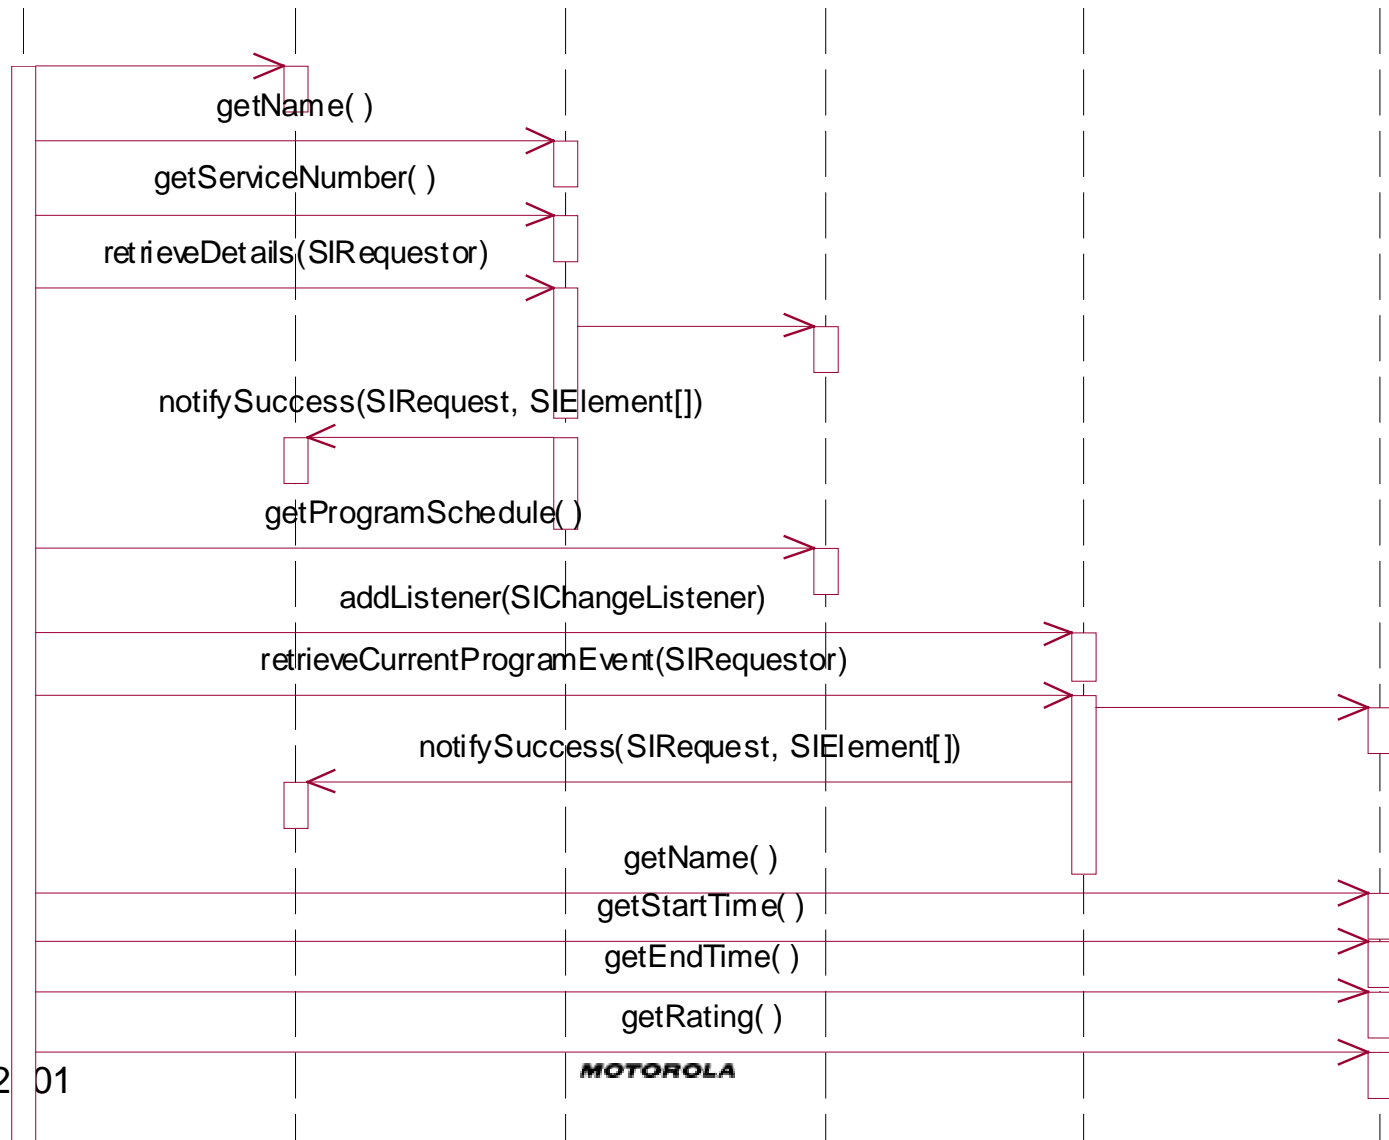 getName( )
getServiceNumber( )
retrieveDetails(SIRequestor)
notifySuccess(SIRequest, SIElement[])
getProgramSchedule( )
addListener(SIChangeListener)
retrieveCurrentProgramEvent(SIRequestor)
notifySuccess(SIRequest, SIElement[])
getName( )
getStartTime( )
getEndTime( )
getRating( )
MOTOROLA